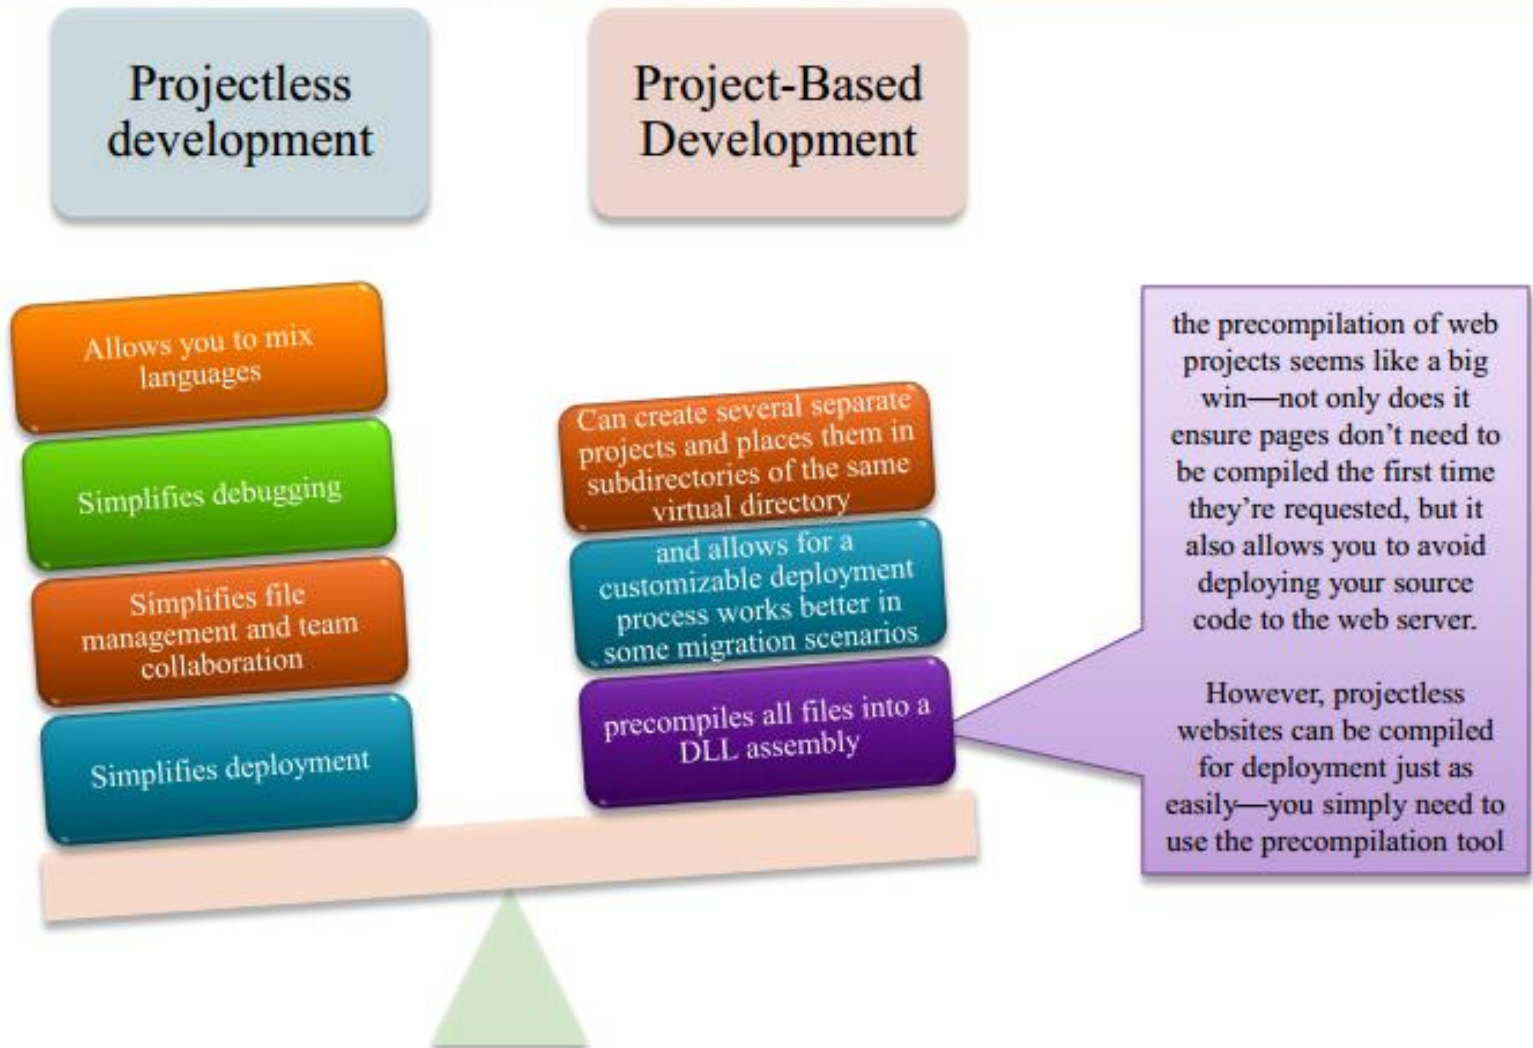 Projectless
development
Project-Based
Development
Allows you to mix
languages
Simplifies debugging
Simplifies file
management and team
collaboration
Simplifies deployment
Can create several separate
projects and places them in
subdirectories of the same
virtual directory
and allows for a
customizable deployment
process works better in
some migration scenarios
precompiles all files into a
DLL assembly
the precompilation of web
projects seems like a big
win—not only does it
ensure pages don’t need to
be compiled the first time
they’re requested, but it
also allows you to avoid
deploying your source
code to the web server.
However, projectless
websites can be compiled
for deployment just as
easily—you simply need to
use the precompilation tool